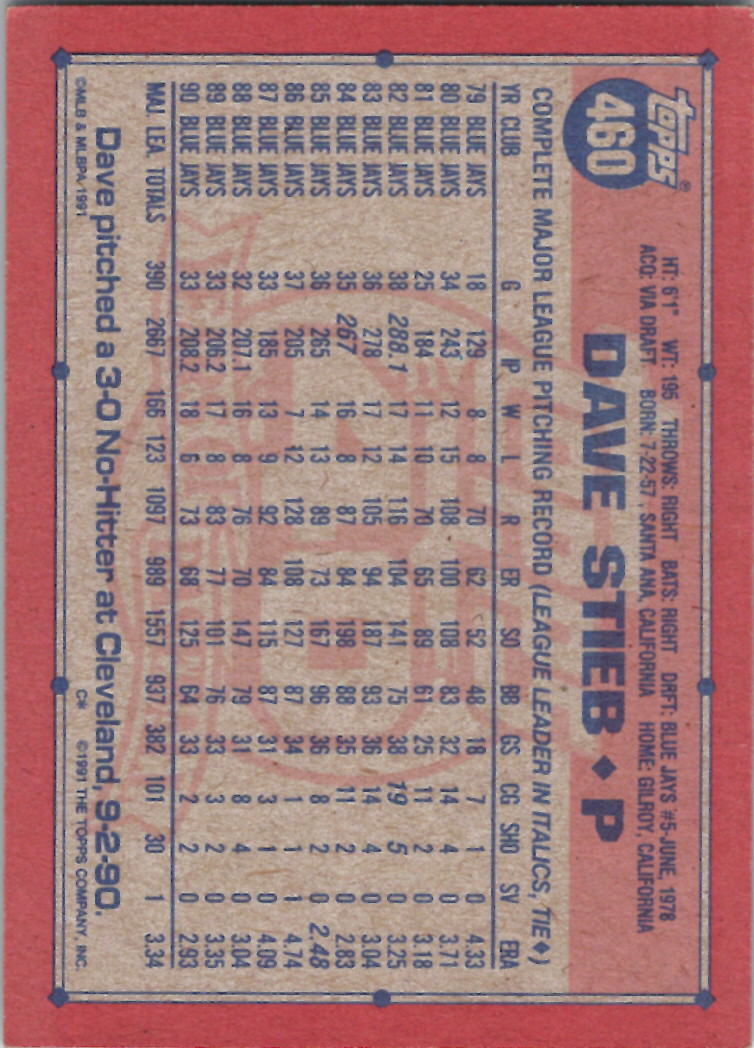 TOPPS®
460
HT: 6'1" WT: 195 THROWS: RIGHT BATS: RIGHT DRFT: BLUE JAYS #5-JUNE, 1978
ACQ: VIA DRAFT BORN: 7-22-57, SANTA ANA, CALIFORNIA HOME: GILROY, CALIFORNIA
DAVE STIEB ♦ P
COMPLETE MAJOR LEAGUE PITCHING RECORD (LEAGUE LEADER IN ITALICS, TIE♦)
YR CLUB G IP W L R ER SO BB GS CG SHO SV ERA
79 BLUE JAYS 18 129 8 8 70 62 52 48 18 7 1 0 4.33
80 BLUE JAYS 34 243 12 15 108 100 108 83 32 14 4 0 3.71
81 BLUE JAYS 25 184 11 10 70 65 89 61 25 11 2 0 3.18
82 BLUE JAYS 38 288.1 17 14 116 104 141 75 38 19 5 0 3.25
83 BLUE JAYS 36 278 17 12 105 94 187 93 36 14 4 0 3.04
84 BLUE JAYS 35 267 16 8 87 84 198 88 35 11 2 0 2.83
85 BLUE JAYS 36 265 14 13 89 73 167 96 36 8 2 0 2.48
86 BLUE JAYS 37 205 7 12 128 108 127 87 34 1 1 1 4.74
87 BLUE JAYS 33 185 13 9 92 84 115 87 31 3 1 0 4.09
88 BLUE JAYS 32 207.1 16 8 76 70 147 79 31 8 4 0 3.04
89 BLUE JAYS 33 206.2 17 8 83 77 101 76 33 3 2 0 3.35
90 BLUE JAYS 33 208.2 18 6 73 68 125 64 33 2 2 0 2.93
MAJ. LEA. TOTALS 390 2667 166 123 1097 989 1557 937 382 101 30 1 3.34
Dave pitched a 3-0 No-Hitter at Cleveland, 9-2-90.
©MLB & MLBPA 1991 C* ©1991 THE TOPPS COMPANY, INC.